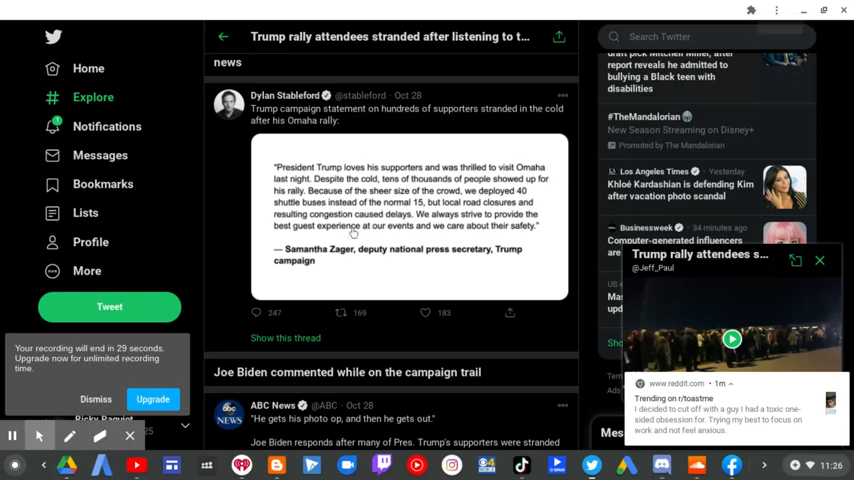 Trump rally attendees stranded after listening to t...
Search Twitter
Home
Explore
1
Notifications
Messages
Bookmarks
Lists
Profile
More
Tweet
Your recording will end in 29 seconds.
Upgrade now for unlimited recording
time.
Dismiss
Upgrade
news
Dylan Stableford @stableford · Oct 28
Trump campaign statement on hundreds of supporters stranded in the cold
after his Omaha rally:
"President Trump loves his supporters and was thrilled to visit Omaha
last night. Despite the cold, tens of thousands of people showed up for
his rally. Because of the sheer size of the crowd, we deployed 40
shuttle buses instead of the normal 15, but local road closures and
resulting congestion caused delays. We always strive to provide the
best guest experience at our events and we care about their safety."
— Samantha Zager, deputy national press secretary, Trump
campaign
247
169
183
Show this thread
Joe Biden commented while on the campaign trail
abc NEWS
ABC News @ABC · Oct 28
"He gets his photo op, and then he gets out."
Joe Biden responds after many of Pres. Trump's supporters were stranded
draft pick Mitchell Miller, after
report reveals he admitted to
bullying a Black teen with
disabilities
#TheMandalorian
New Season Streaming on Disney+
Promoted by The Mandalorian
Los Angeles Times · Yesterday
Khloé Kardashian is defending Kim
after vacation photo scandal
Businessweek · 34 minutes ago
Computer-generated influencers
Trump rally attendees s...
@Jeff_Paul
www.reddit.com · 1m
Trending on r/toastme
I decided to cut off with a guy I had a toxic one-
sided obsession for. Trying my best to focus on
work and not feel anxious.
11:26